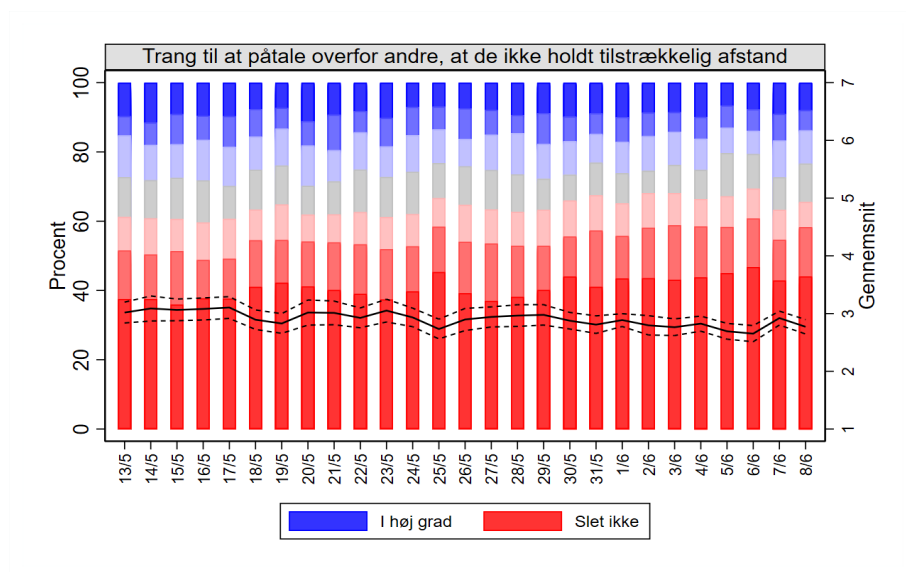 Trang til at påtale overfor andre, at de ikke holdt tilstrækkelig afstand
Procent
0 20 40 60 80 100
Gennemsnit
1 2 3 4 5 6 7
13/5 14/5 15/5 16/5 17/5 18/5 19/5 20/5 21/5 22/5 23/5 24/5 25/5 26/5 27/5 28/5 29/5 30/5 31/5 1/6 2/6 3/6 4/6 5/6 6/6 7/6 8/6
I høj grad Slet ikke